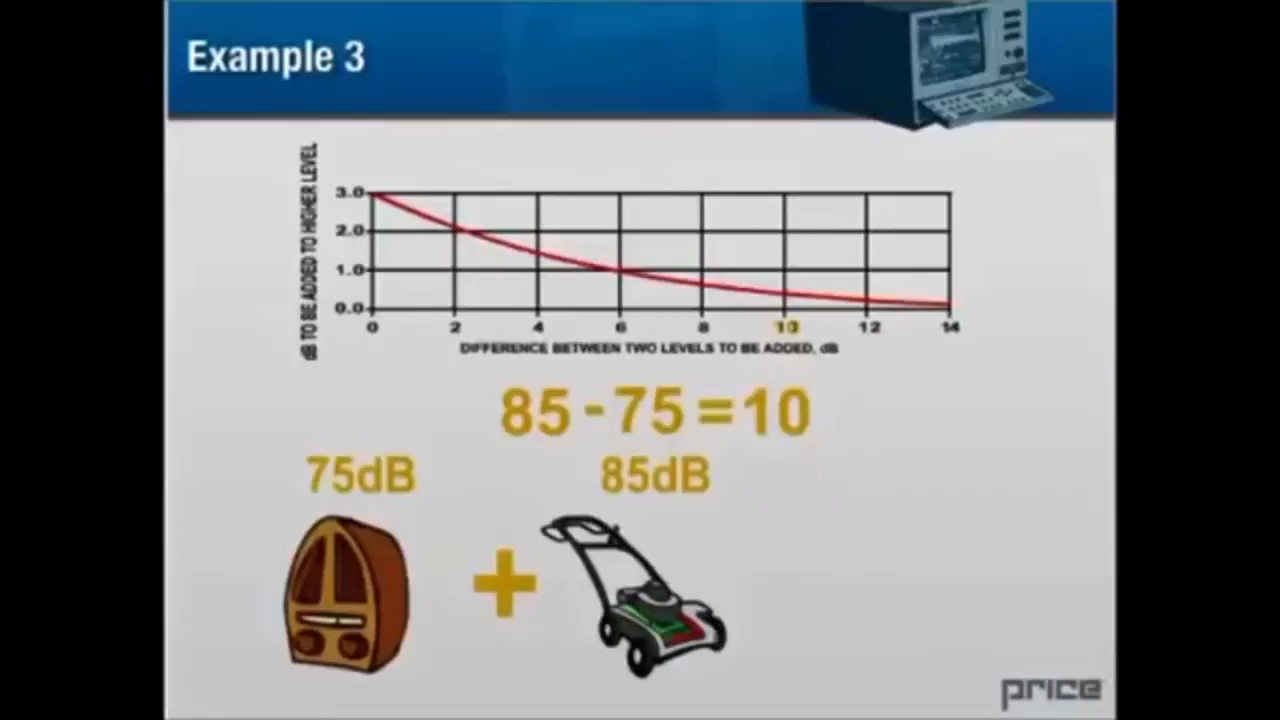 Example 3
dB TO BE ADDED TO HIGHER LEVEL
3.0
2.0
1.0
0.0
0 2 4 6 8 10 12 14
DIFFERENCE BETWEEN TWO LEVELS TO BE ADDED, dB
85 - 75 = 10
75dB 85dB
+
price